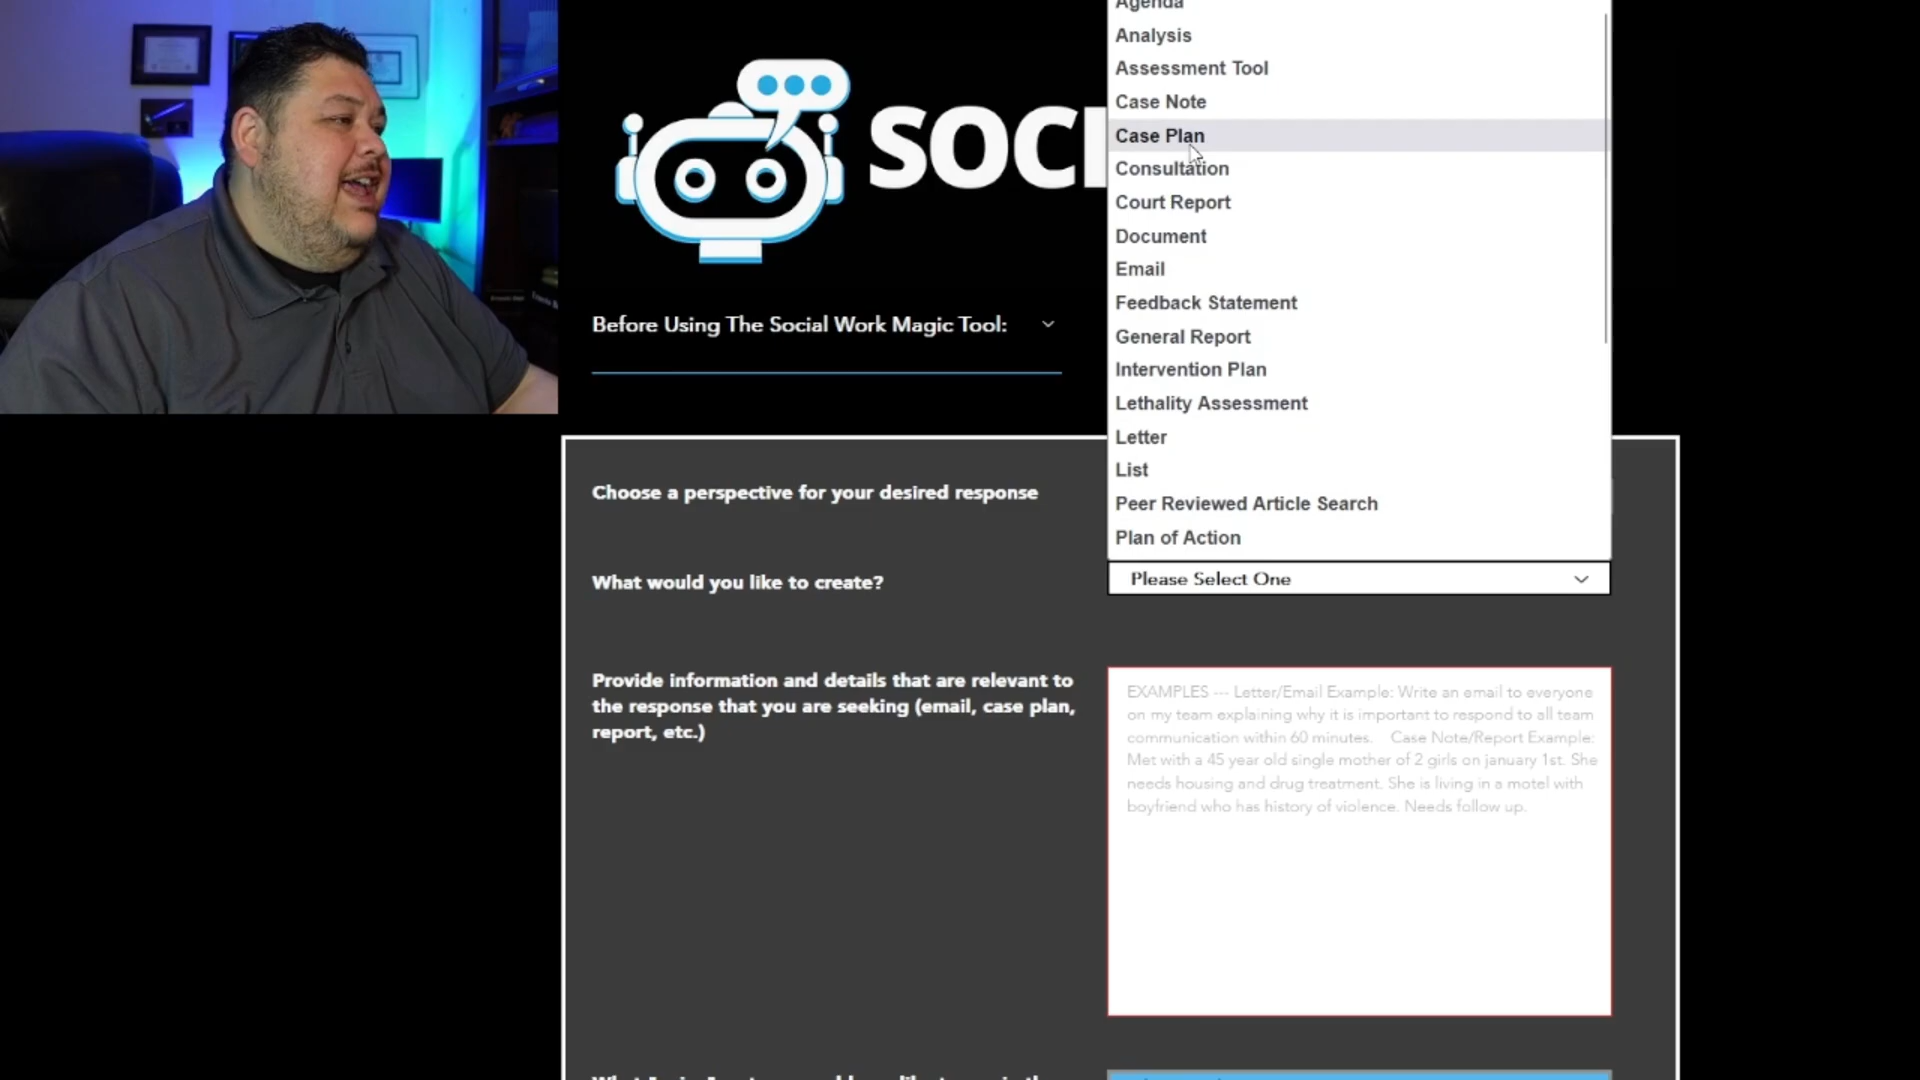 SOCI
Before Using The Social Work Magic Tool:
Agenda
Analysis
Assessment Tool
Case Note
Case Plan
Consultation
Court Report
Document
Email
Feedback Statement
General Report
Intervention Plan
Lethality Assessment
Letter
List
Peer Reviewed Article Search
Plan of Action
Choose a perspective for your desired response
What would you like to create?
Please Select One
Provide information and details that are relevant to
the response that you are seeking (email, case plan,
report, etc.)
EXAMPLES --- Letter/Email Example: Write an email to everyone
on my team explaining why it is important to respond to all team
communication within 60 minutes. Case Note/Report Example:
Met with a 45 year old single mother of 2 girls on january 1st. She
needs housing and drug treatment. She is living in a motel with
boyfriend who has history of violence. Needs follow up.